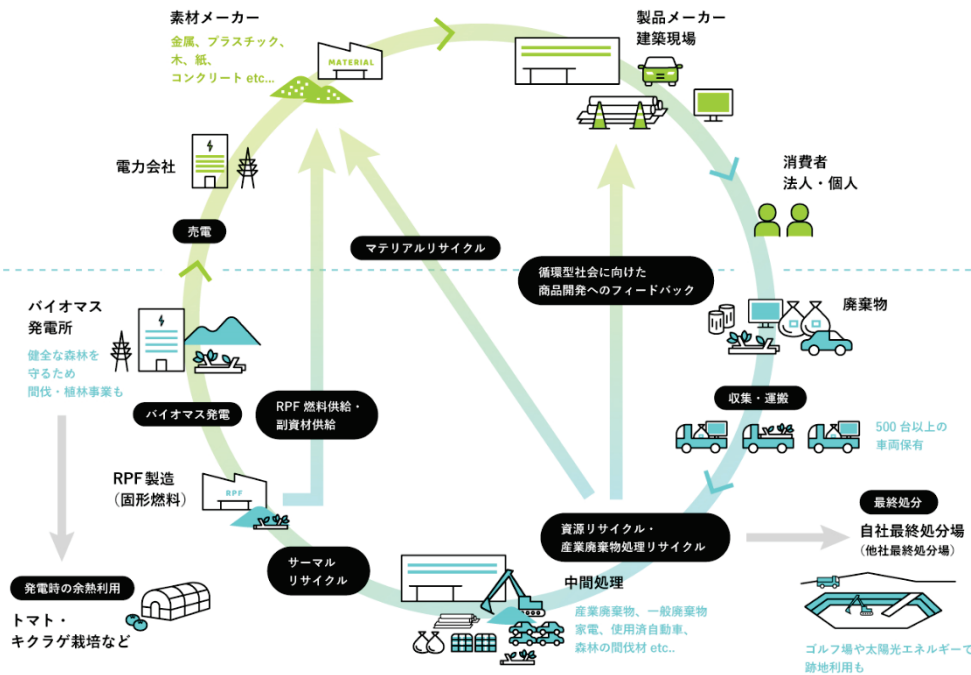 素材メーカー
金属、プラスチック、
木、紙、
コンクリート etc...
MATERIAL
製品メーカー
建築現場
電力会社
消費者
法人・個人
売電
マテリアルリサイクル
循環型社会に向けた
商品開発へのフィードバック
バイオマス
発電所
健全な森林を
守るため
間伐・植林事業も
廃棄物
バイオマス発電
RPF 燃料供給・
副資材供給
収集・運搬
500 台以上の
車両保有
RPF 製造
（固形燃料）
RPF
資源リサイクル・
産業廃棄物処理リサイクル
最終処分
自社最終処分場
（他社最終処分場）
サーマル
リサイクル
中間処理
産業廃棄物、一般廃棄物
家電、使用済自動車、
森林の間伐材 etc..
発電時の余熱利用
トマト・
キクラゲ栽培など
ゴルフ場や太陽光エネルギーで
跡地利用も